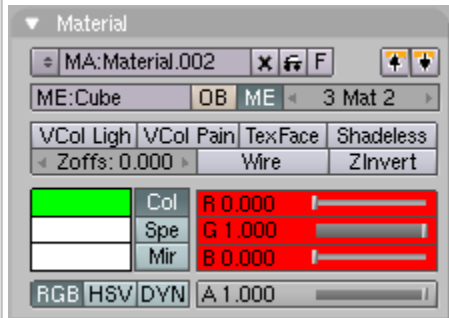 Material
MA:Material.002 F
ME:Cube OB ME 3 Mat 2
VCol Ligh VCol Pain TexFace Shadeless
Zoffs: 0.000 Wire ZInvert
Col R 0.000
Spe G 1.000
Mir B 0.000
RGB HSV DYN A 1.000